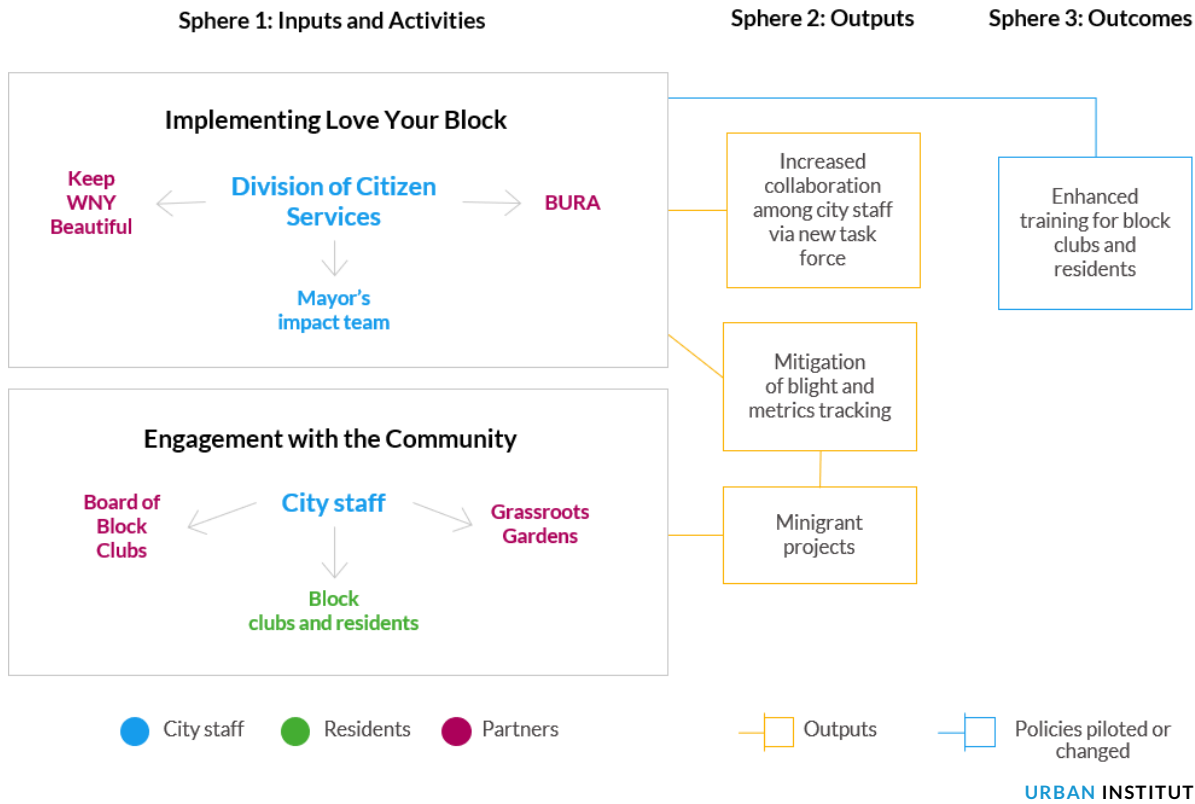 Sphere 1: Inputs and Activities
Sphere 2: Outputs
Sphere 3: Outcomes
Implementing Love Your Block
Keep
WNY
Beautiful
Division of Citizen
Services
BURA
Mayor's
impact team
Increased
collaboration
among city staff
via new task
force
Enhanced
training for block
clubs and
residents
Mitigation
of blight and
metrics tracking
Engagement with the Community
Board of
Block
Clubs
City staff
Grassroots
Gardens
Block
clubs and residents
Minigrant
projects
City staff
Residents
Partners
Outputs
Policies piloted or
changed
URBAN INSTITUT